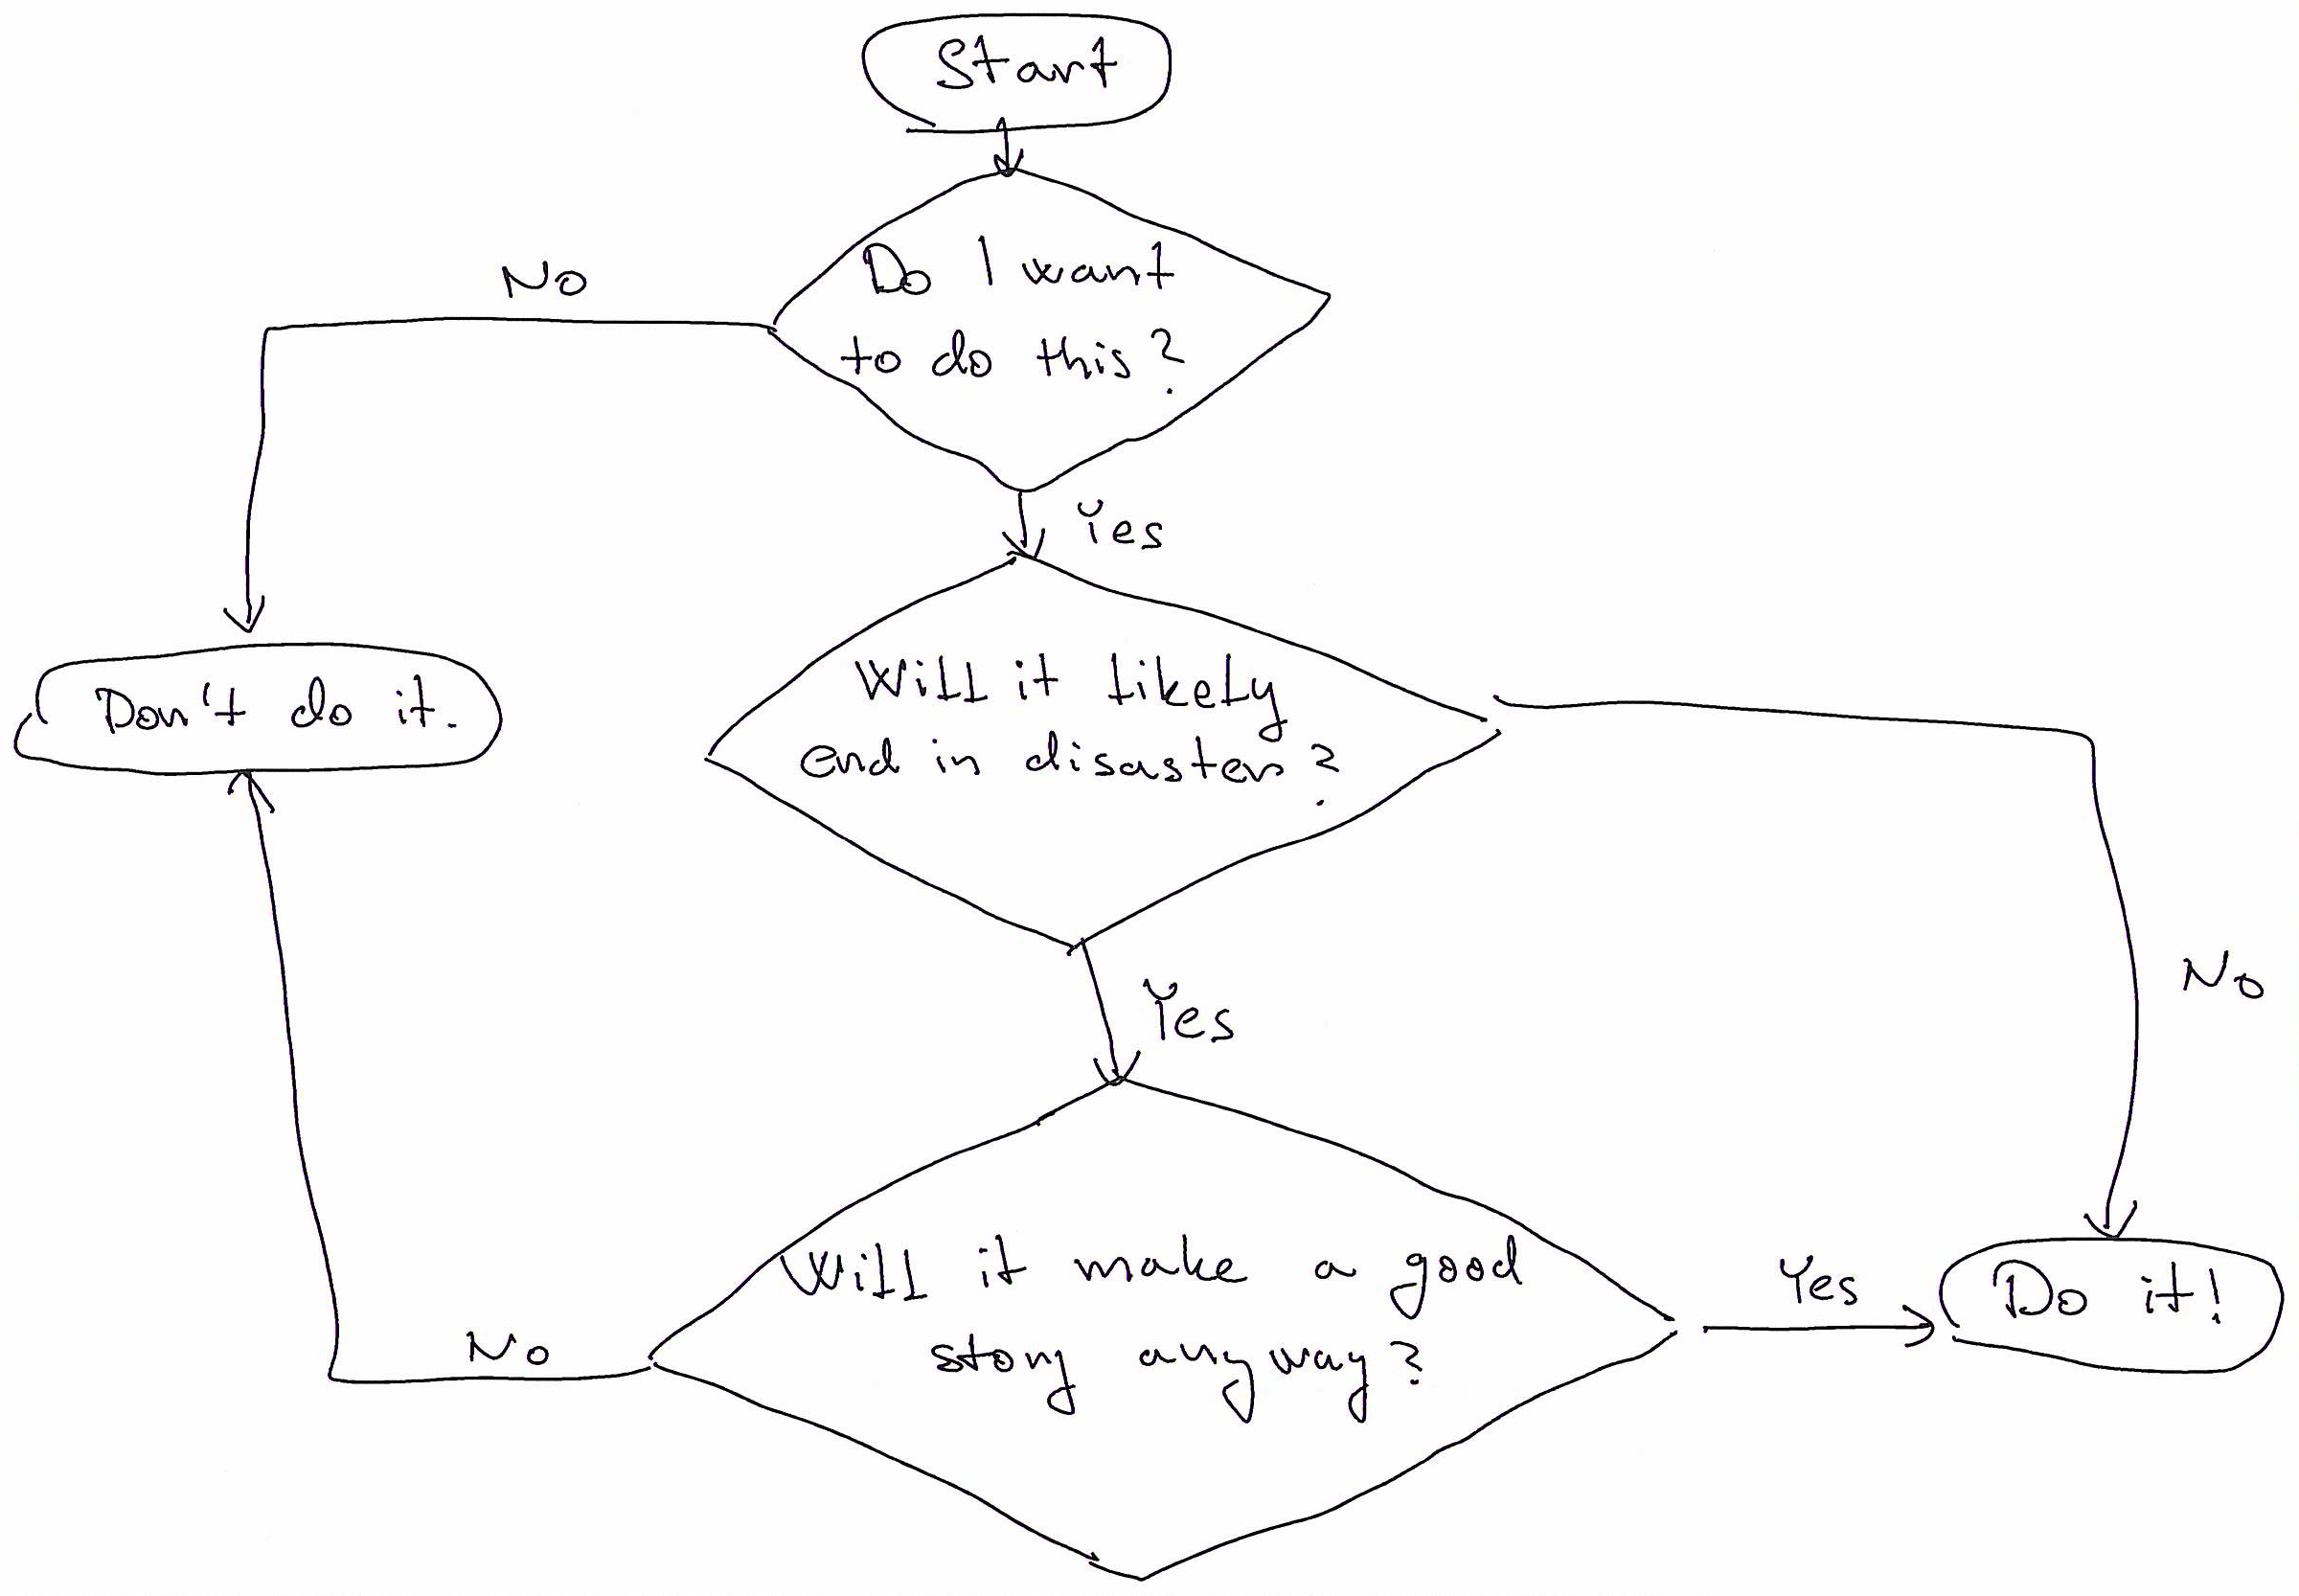 Start
Do I want
to do this?
No
Yes
Don't do it.
Will it likely
end in disaster?
No
Yes
Will it make a good
story anyway?
No
Yes
Do it!